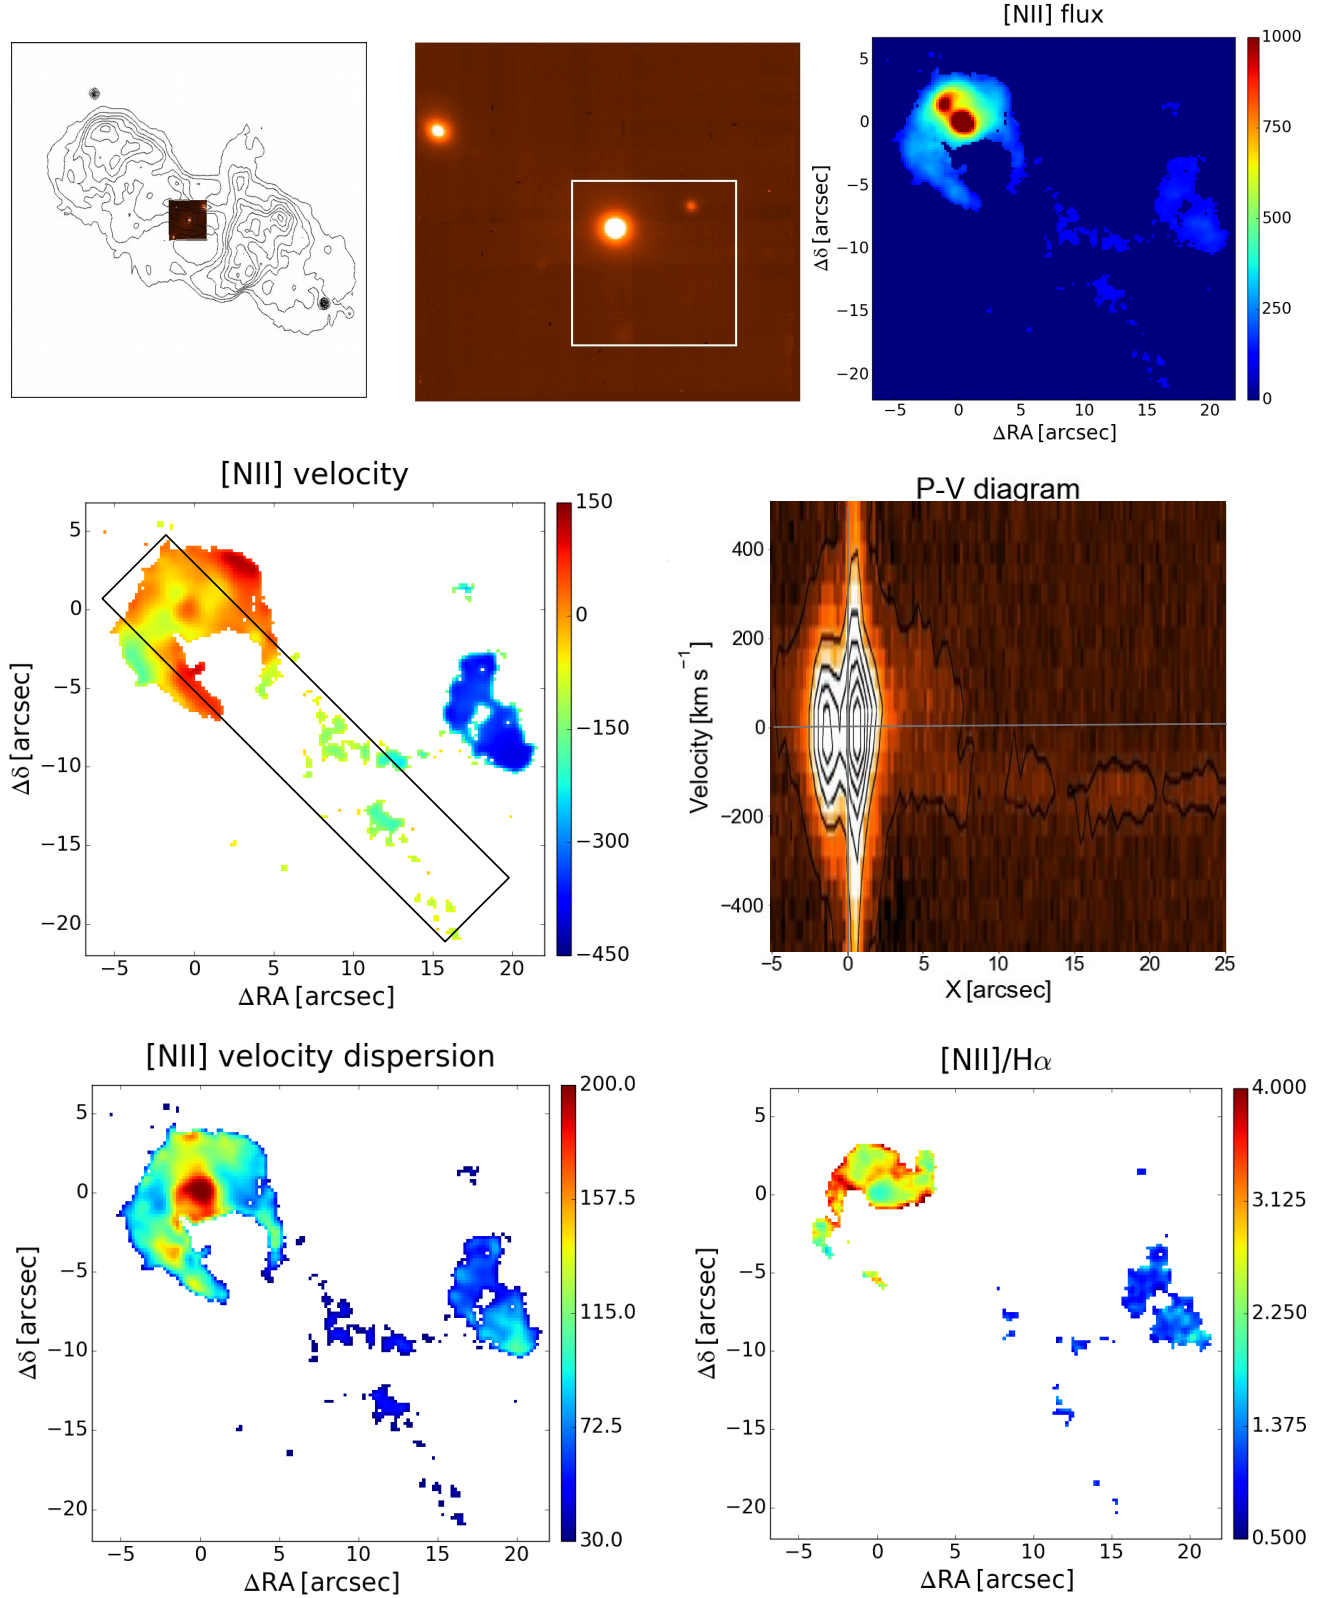 [NII] flux
5
0
−5
−10
−15
−20
Δδ [arcsec]
−5 0 5 10 15 20
ΔRA [arcsec]
1000
750
500
250
0
[NII] velocity
5
0
−5
−10
−15
−20
Δδ [arcsec]
−5 0 5 10 15 20
ΔRA [arcsec]
150
0
−150
−300
−450
P-V diagram
400
200
0
−200
−400
Velocity [km s⁻¹]
−5 0 5 10 15 20 25
X [arcsec]
[NII] velocity dispersion
5
0
−5
−10
−15
−20
Δδ [arcsec]
−5 0 5 10 15 20
ΔRA [arcsec]
200.0
157.5
115.0
72.5
30.0
[NII]/Hα
5
0
−5
−10
−15
−20
Δδ [arcsec]
−5 0 5 10 15 20
ΔRA [arcsec]
4.000
3.125
2.250
1.375
0.500